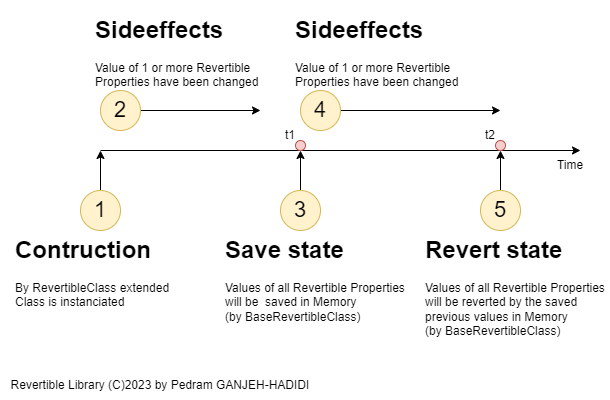 Sideeffects
Value of 1 or more Revertible
Properties have been changed
2
Sideeffects
Value of 1 or more Revertible
Properties have been changed
4
t1
t2
Time
1
Contruction
By RevertibleClass extended
Class is instanciated
3
Save state
Values of all Revertible Properties
will be saved in Memory
(by BaseRevertibleClass)
5
Revert state
Values of all Revertible Properties
will be reverted by the saved
previous values in Memory
(by BaseRevertibleClass)
Revertible Library (C)2023 by Pedram GANJEH-HADIDI